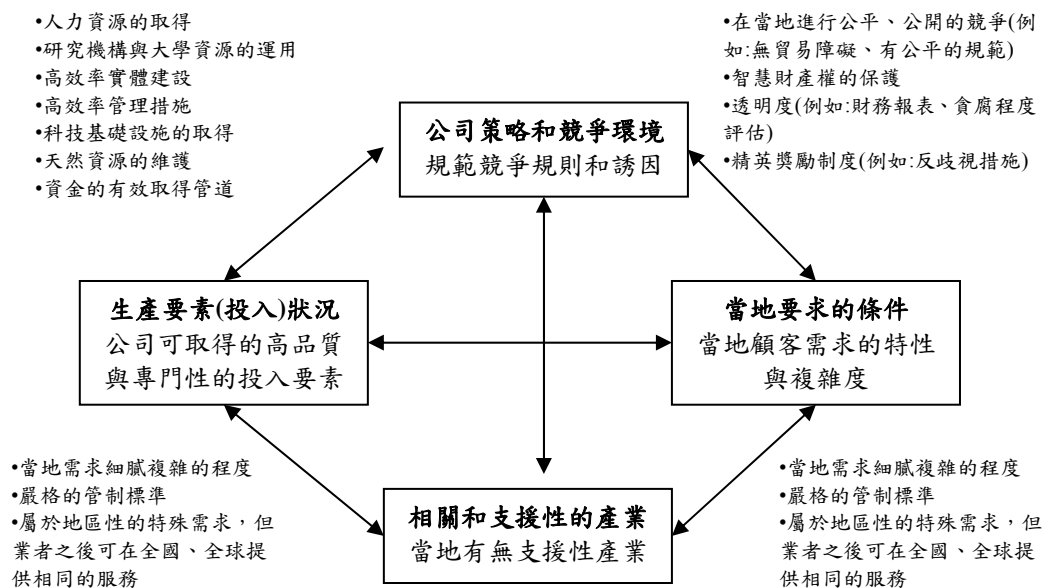 •人力資源的取得
•研究機構與大學資源的運用
•高效率實體建設
•高效率管理措施
•科技基礎設施的取得
•天然資源的維護
•資金的有效取得管道
•在當地進行公平、公開的競爭(例
如:無貿易障礙、有公平的規範)
•智慧財產權的保護
•透明度(例如:財務報表、貪腐程度
評估)
•精英獎勵制度(例如:反歧視措施)
公司策略和競爭環境
規範競爭規則和誘因
生產要素(投入)狀況
公司可取得的高品質
與專門性的投入要素
當地要求的條件
當地顧客需求的特性
與複雜度
•當地需求細膩複雜的程度
•嚴格的管制標準
•屬於地區性的特殊需求，但
業者之後可在全國、全球提
供相同的服務
相關和支援性的產業
當地有無支援性產業
•當地需求細膩複雜的程度
•嚴格的管制標準
•屬於地區性的特殊需求，但
業者之後可在全國、全球提
供相同的服務